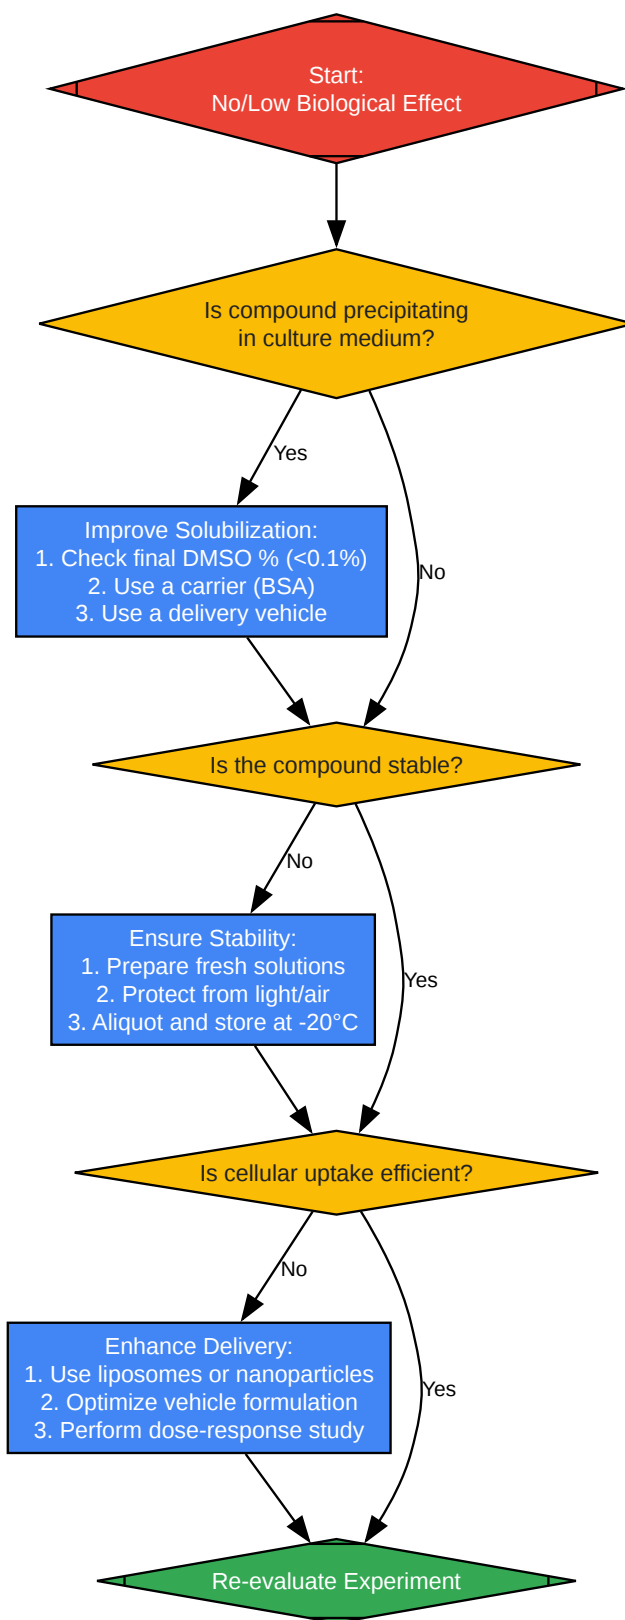 Start:
No/Low Biological Effect
Is compound precipitating
in culture medium?
Yes
Improve Solubilization:
1. Check final DMSO % (<0.1%)
2. Use a carrier (BSA)
3. Use a delivery vehicle
No
Is the compound stable?
No
Ensure Stability:
1. Prepare fresh solutions
2. Protect from light/air
3. Aliquot and store at -20°C
Yes
Is cellular uptake efficient?
No
Enhance Delivery:
1. Use liposomes or nanoparticles
2. Optimize vehicle formulation
3. Perform dose-response study
Yes
Re-evaluate Experiment